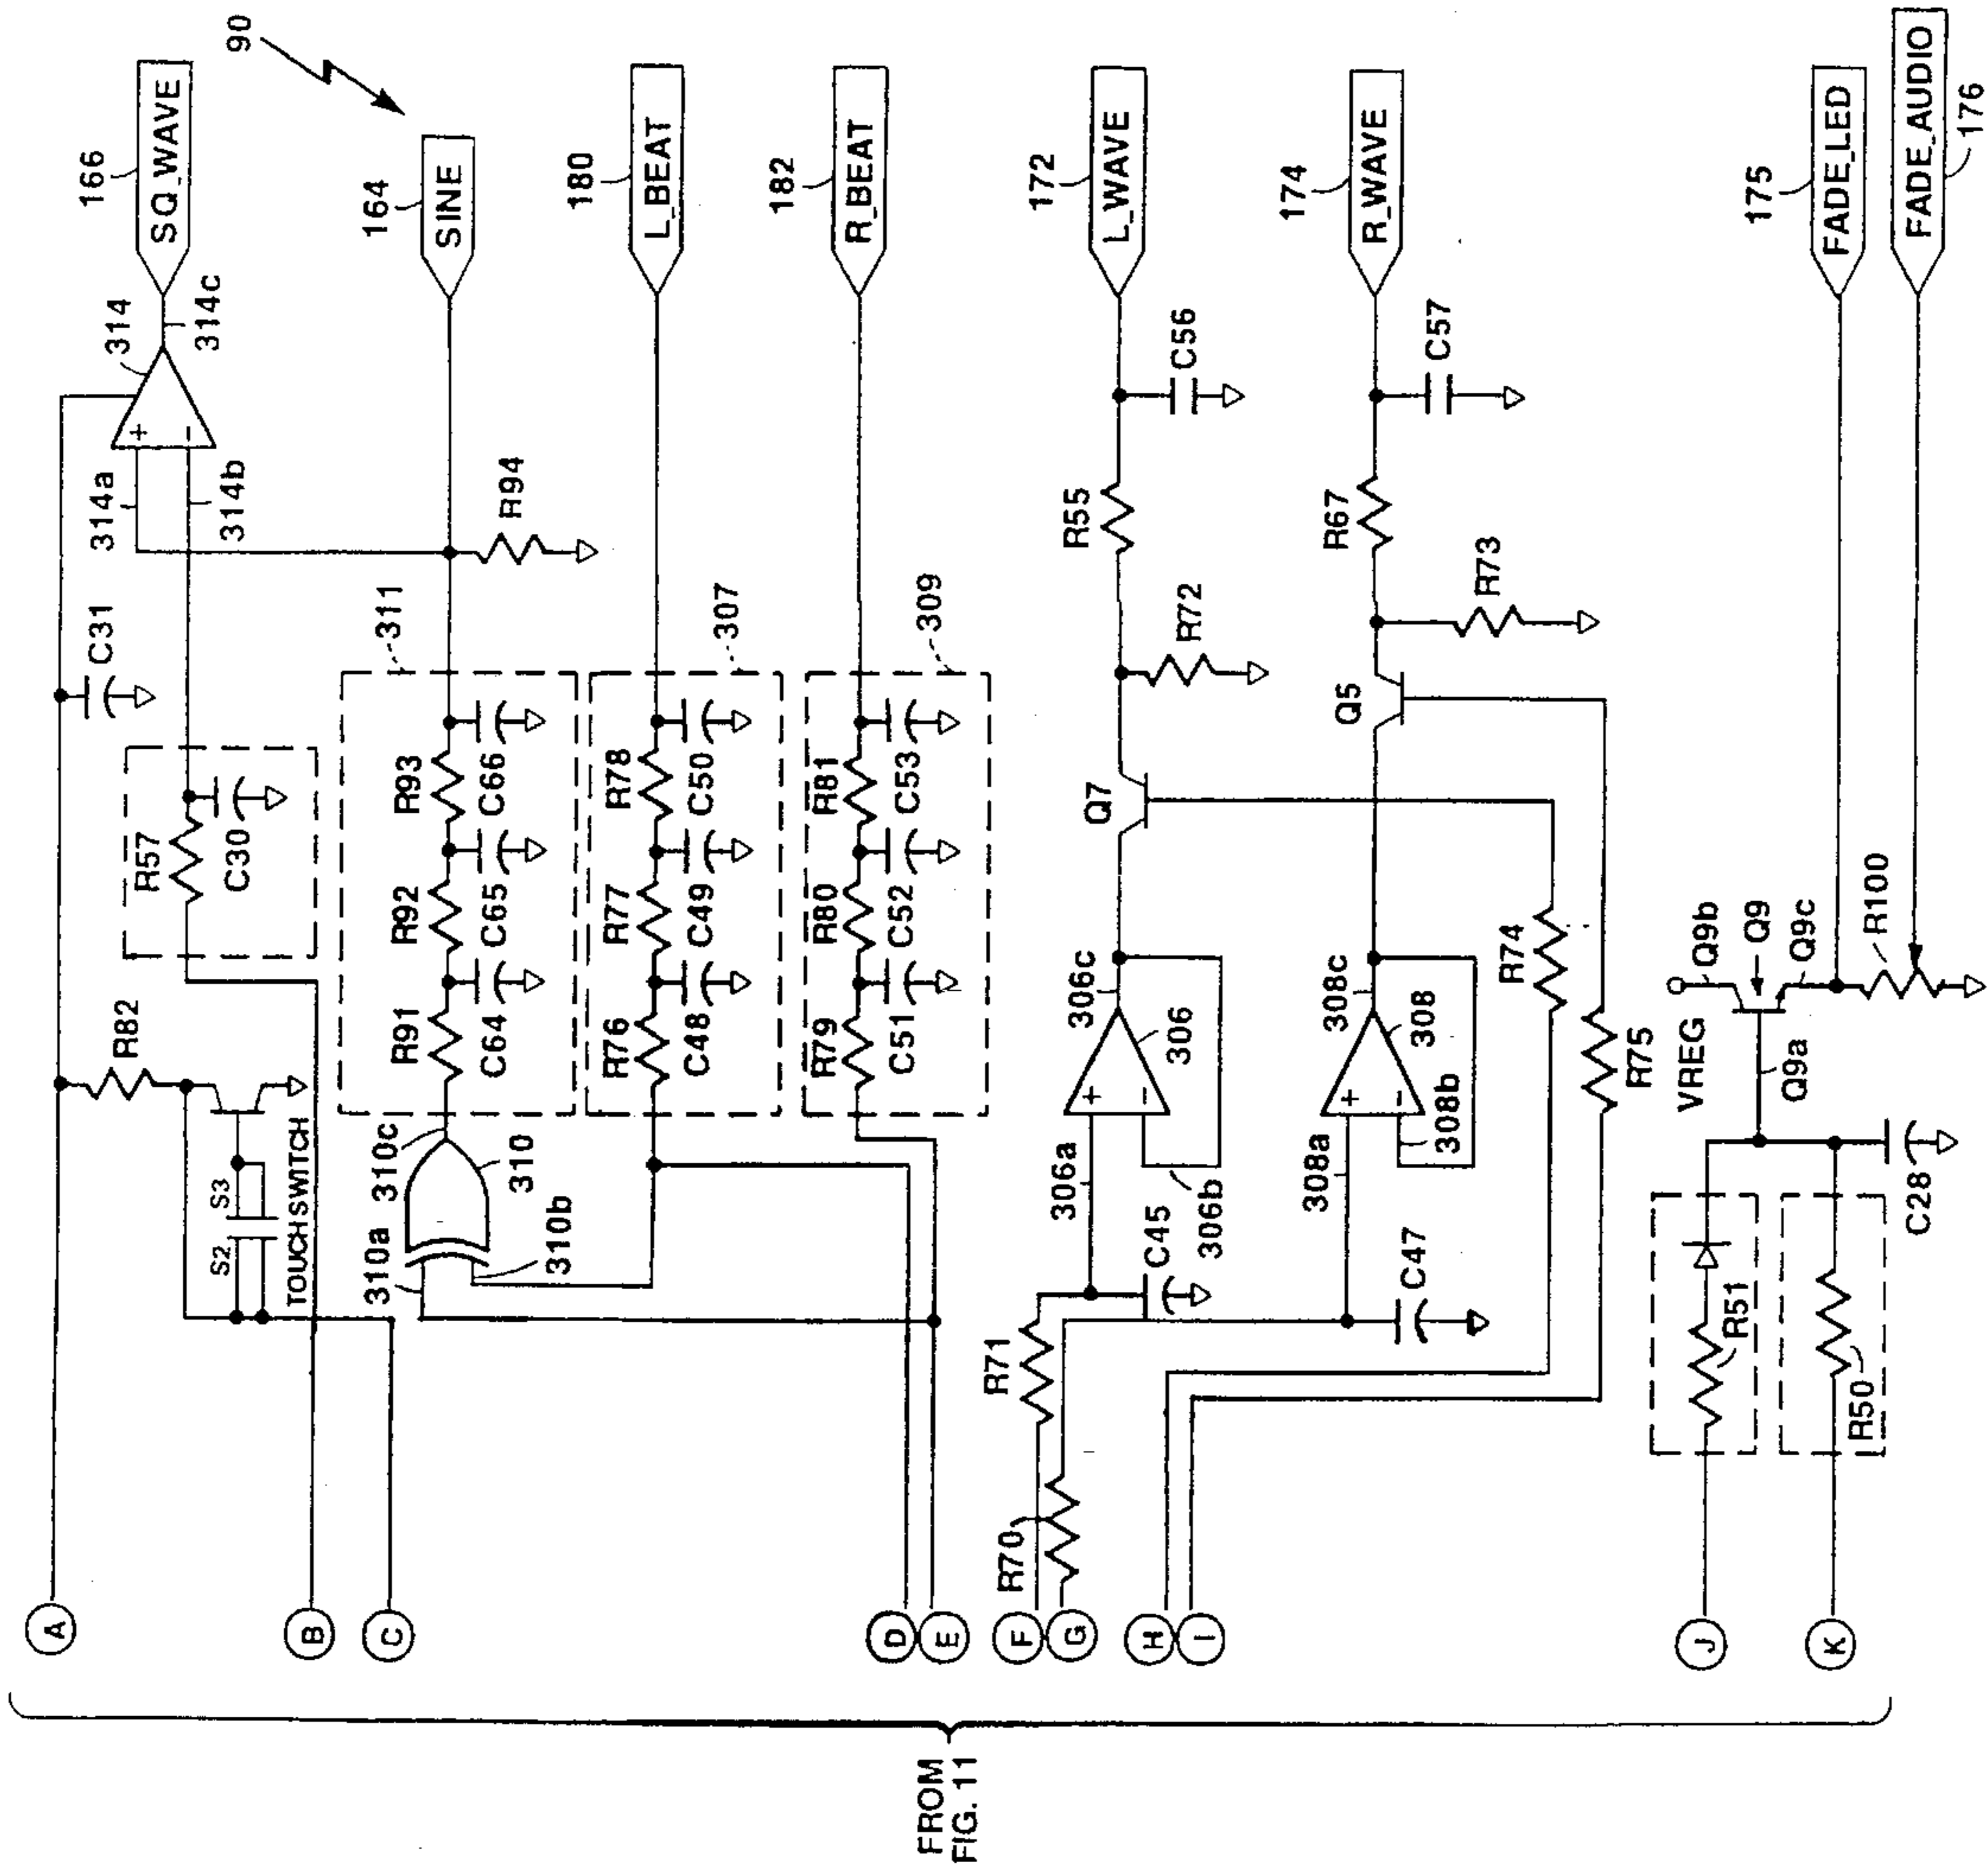 90
166
SQ_WAVE
314
314c
314a
314b
164
SINE
R94
180
L_BEAT
182
R_BEAT
172
L_WAVE
R55
C56
R72
174
R_WAVE
R67
C57
R73
175
FADE_LED
FADE_AUDIO
176
C31
R57
C30
R82
S3
S2
TOUCH SWITCH
311
R93
R92
R91
C66
C65
C64
307
R78
R77
R76
C50
C49
C48
309
R81
R80
R79
C53
C52
C51
310c
310
310a
310b
Q7
Q5
306c
306
306a
306b
308c
308
308a
308b
C45
C47
R71
R70
R74
R75
VREG
Q9b
Q9
Q9c
Q9a
R100
C28
R51
R50
A
B
C
D
E
F
G
H
I
J
K
+
−
+
−
+
−
FROM
FIG. 11